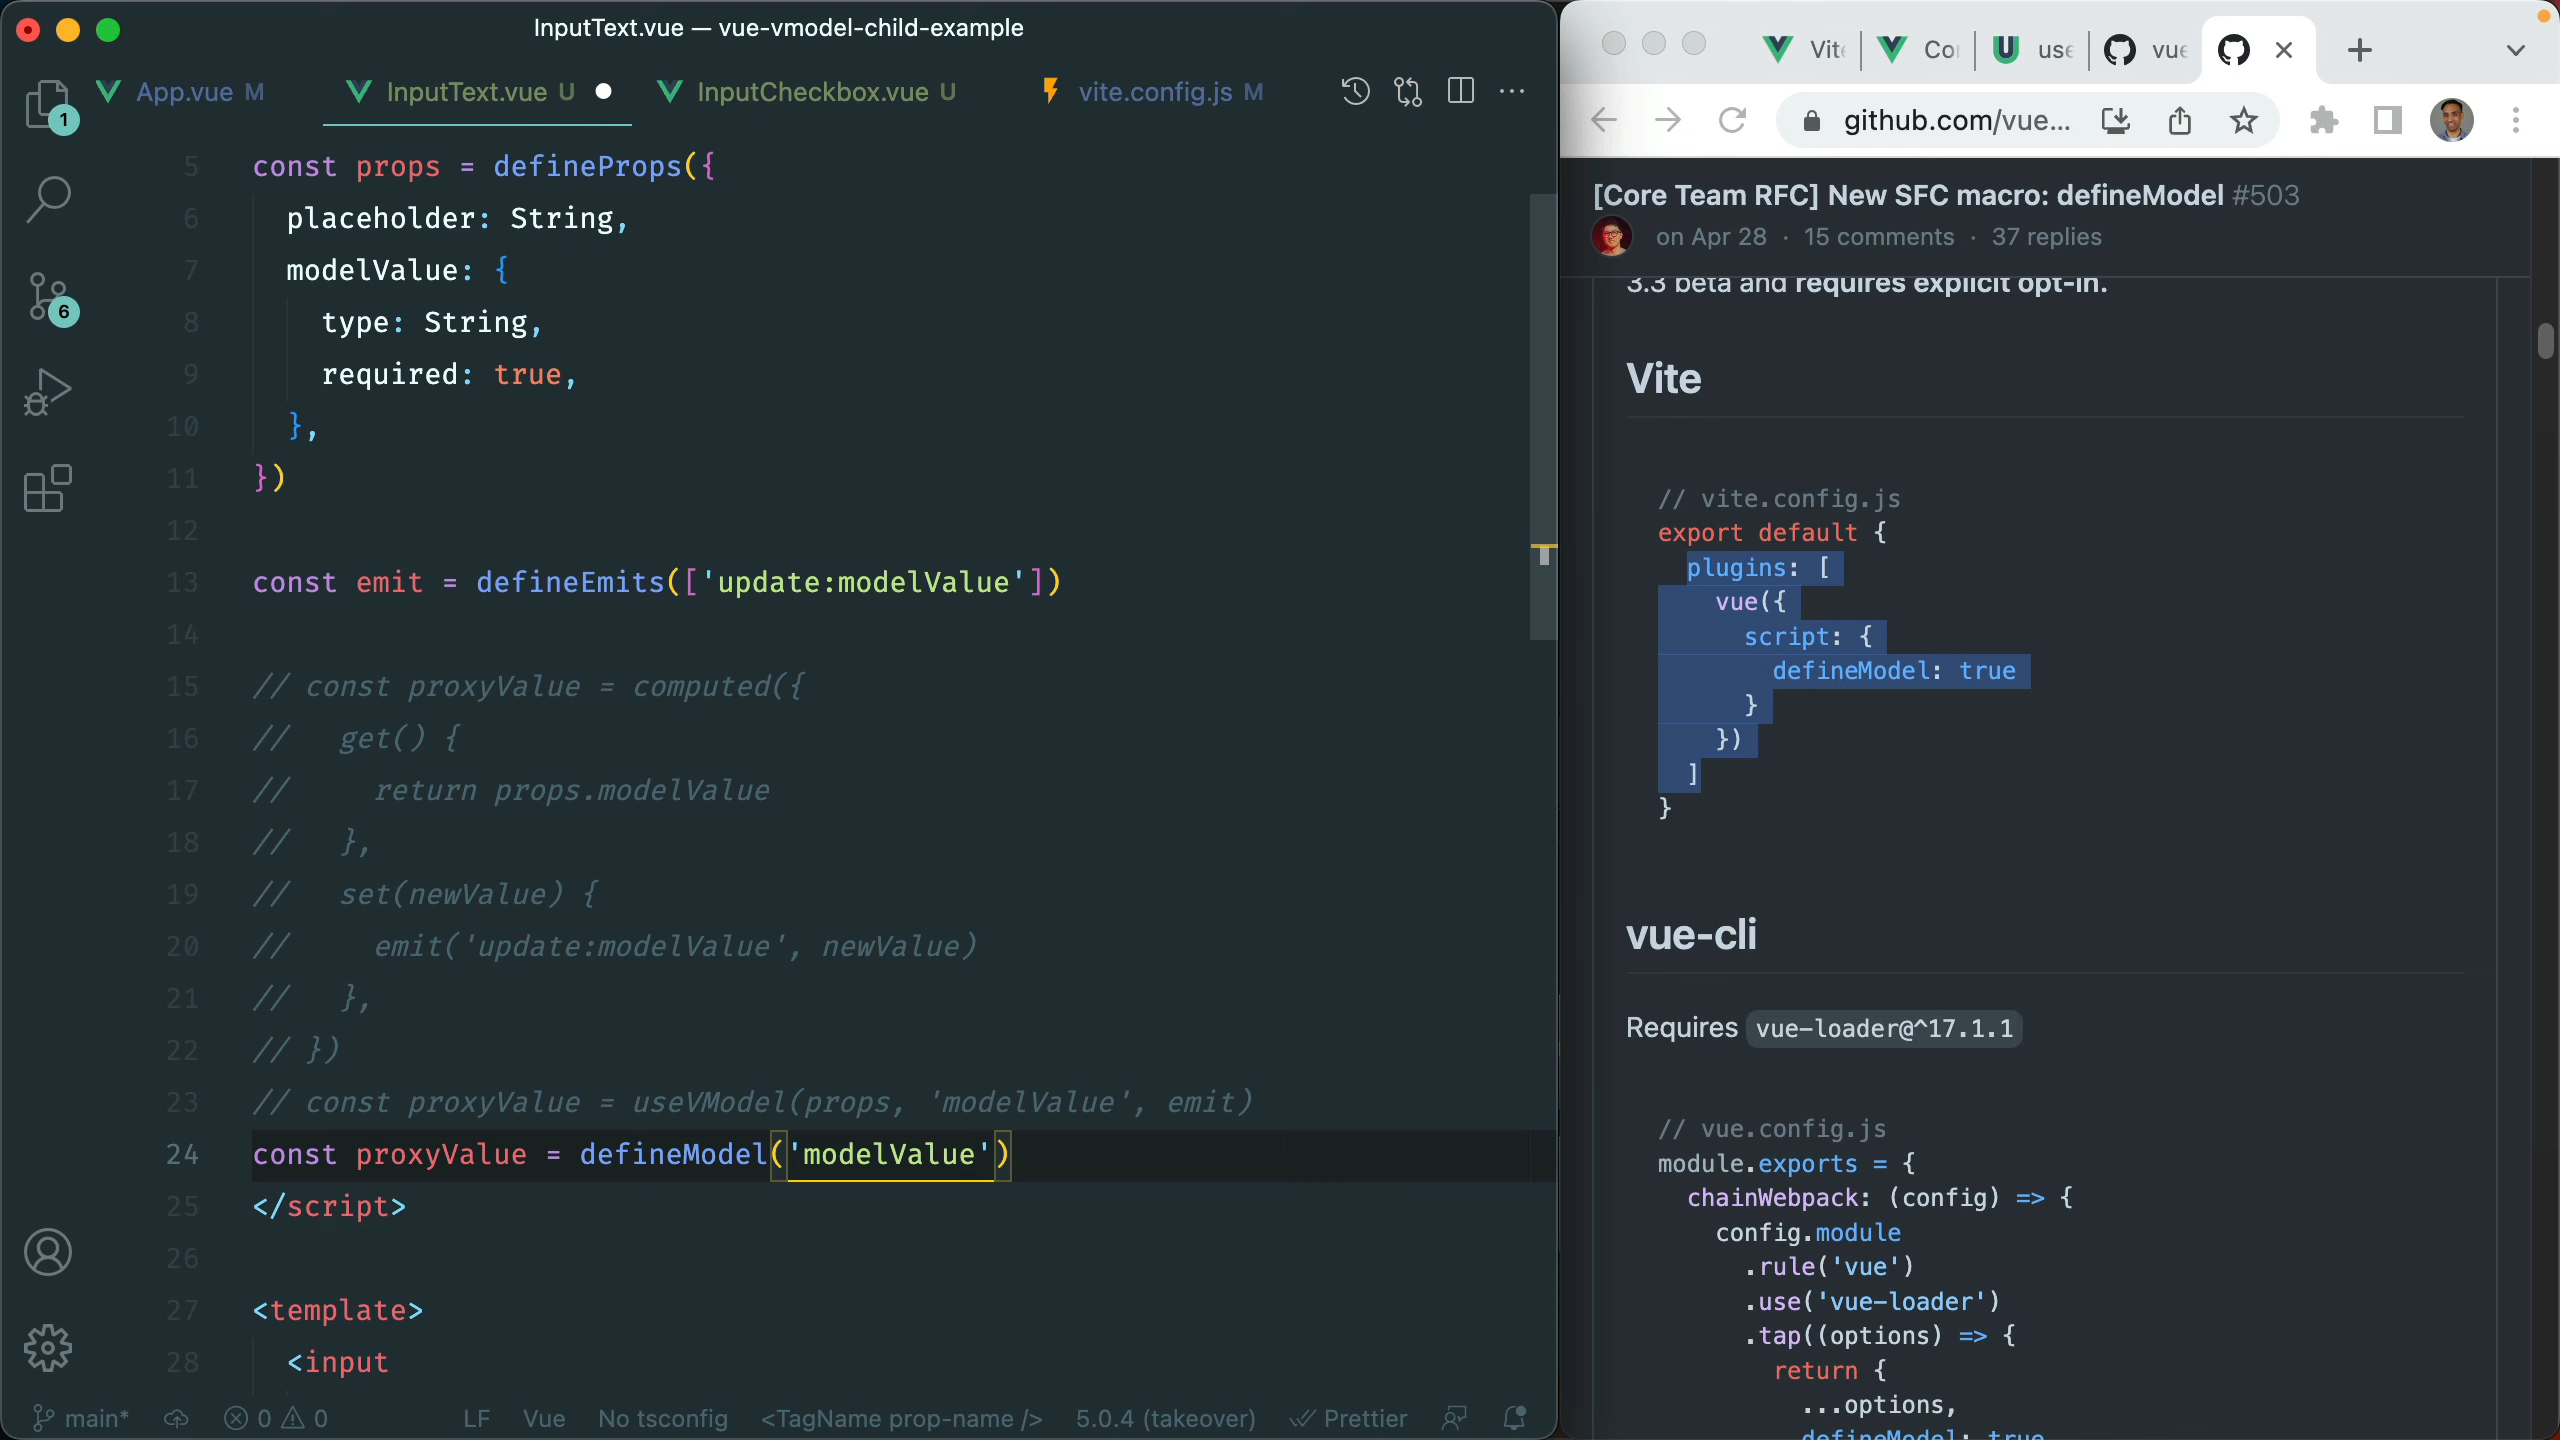 InputText.vue — vue-vmodel-child-example
App.vue M
InputText.vue U
InputCheckbox.vue U
vite.config.js M
1
6
5 const props = defineProps({
6 placeholder: String,
7 modelValue: {
8 type: String,
9 required: true,
10 },
11 })
12
13 const emit = defineEmits(['update:modelValue'])
14
15 // const proxyValue = computed({
16 // get() {
17 // return props.modelValue
18 // },
19 // set(newValue) {
20 // emit('update:modelValue', newValue)
21 // },
22 // })
23 // const proxyValue = useVModel(props, 'modelValue', emit)
24 const proxyValue = defineModel('modelValue')
25 </script>
26
27 <template>
28 <input
main* 0 0 LF Vue No tsconfig <TagName prop-name /> 5.0.4 (takeover) Prettier
Vite Co use vue
github.com/vue...
[Core Team RFC] New SFC macro: defineModel #503
on Apr 28 · 15 comments · 37 replies
3.3 beta and requires explicit opt-in.
Vite
// vite.config.js
export default {
plugins: [
vue({
script: {
defineModel: true
}
})
]
}
vue-cli
Requires vue-loader@^17.1.1
// vue.config.js
module.exports = {
chainWebpack: (config) => {
config.module
.rule('vue')
.use('vue-loader')
.tap((options) => {
return {
...options,
defineModel: true